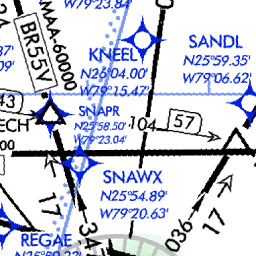 W79°23.84'
MAA-60000
BR55V
KNEEL
N26°04.00'
W79°15.47'
SANDL
N25°59.35'
W79°06.62'
43
ECH
SNAPR
N25°58.50'
W79°23.04'
104
57
00
SNAWX
N25°54.89'
W79°20.63'
17
34
036
17
REGAE